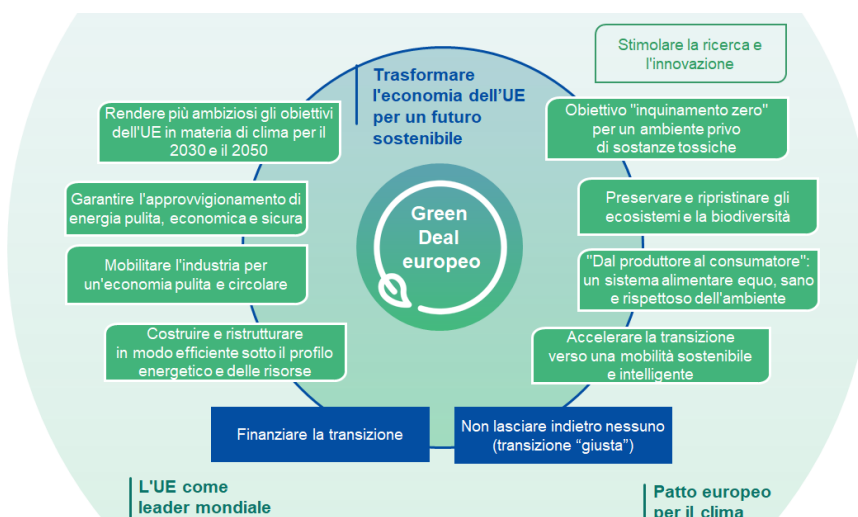 Stimolare la ricerca e
l'innovazione
Trasformare
l'economia dell'UE
per un futuro
sostenibile
Rendere più ambiziosi gli obiettivi
dell'UE in materia di clima per il
2030 e il 2050
Obiettivo "inquinamento zero"
per un ambiente privo
di sostanze tossiche
Garantire l'approvvigionamento di
energia pulita, economica e sicura
Green
Deal
europeo
Preservare e ripristinare gli
ecosistemi e la biodiversità
Mobilitare l'industria per
un'economia pulita e circolare
"Dal produttore al consumatore":
un sistema alimentare equo, sano
e rispettoso dell'ambiente
Costruire e ristrutturare
in modo efficiente sotto il profilo
energetico e delle risorse
Accelerare la transizione
verso una mobilità sostenibile
e intelligente
Finanziare la transizione
Non lasciare indietro nessuno
(transizione “giusta”)
L'UE come
leader mondiale
Patto europeo
per il clima